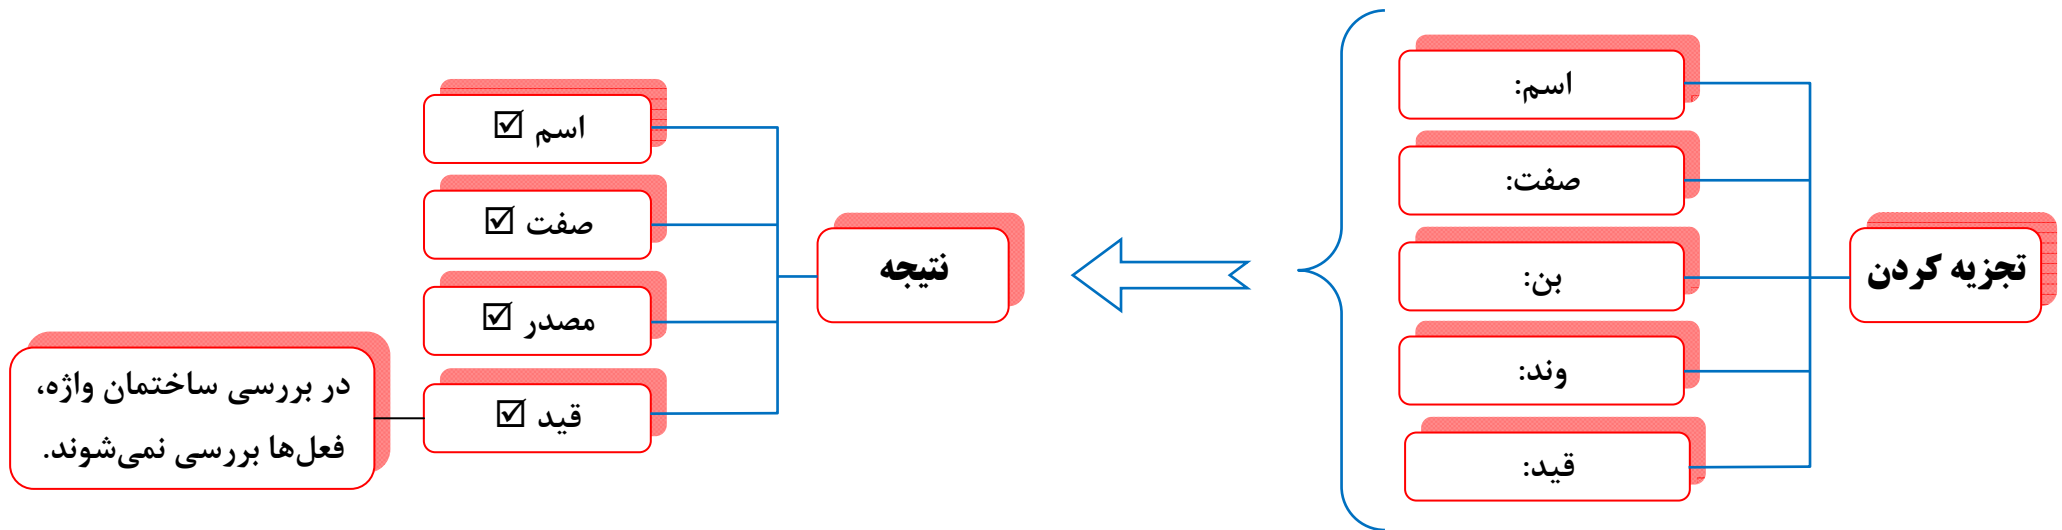 تجزیه کردن
اسم:
صفت:
بن:
وند:
قید:
نتیجه
اسم ☑
صفت ☑
مصدر ☑
قید ☑
در بررسی ساختمان واژه،
فعل‌ها بررسی نمی‌شوند.